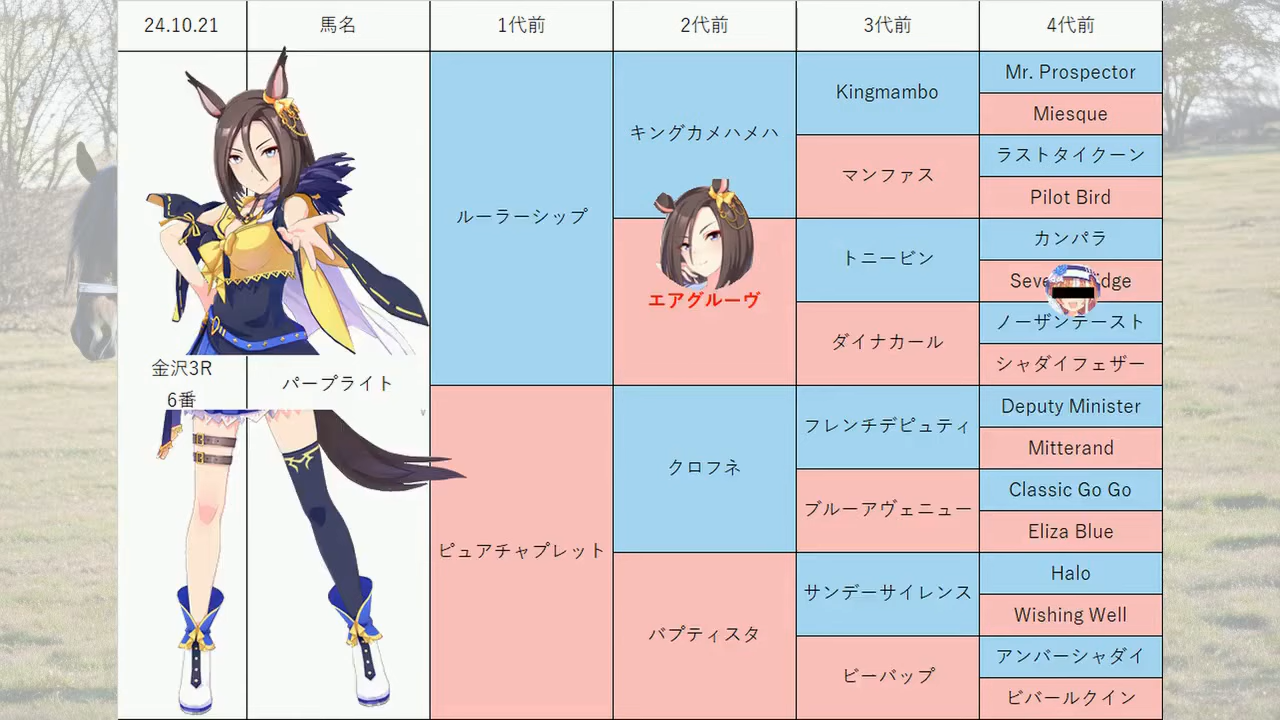 24.10.21
馬名
1代前
2代前
3代前
4代前
金沢3R
6番
パープライト
ルーラーシップ
ピュアチャプレット
キングカメハメハ
エアグルーヴ
クロフネ
バプティスタ
Kingmambo
マンファス
トニービン
ダイナカール
フレンチデピュティ
ブルーアヴェニュー
サンデーサイレンス
ビーバップ
Mr. Prospector
Miesque
ラストタイクーン
Pilot Bird
カンパラ
ノーザンテースト
シャダイフェザー
Deputy Minister
Mitterand
Classic Go Go
Eliza Blue
Halo
Wishing Well
アンバーシャダイ
ビバールクイン